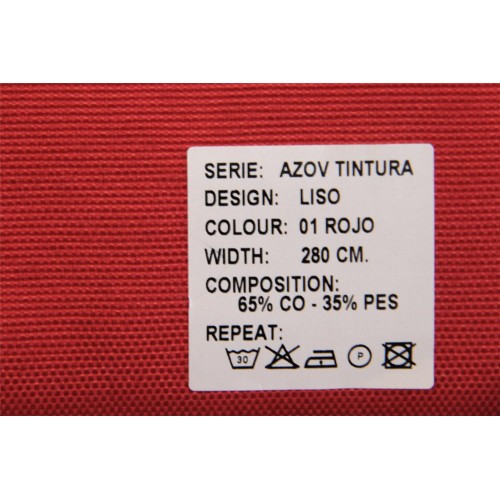 SERIE: AZOV TINTURA
DESIGN: LISO
COLOUR: 01 ROJO
WIDTH: 280 CM.
COMPOSITION:
65% CO - 35% PES
REPEAT:
30 P